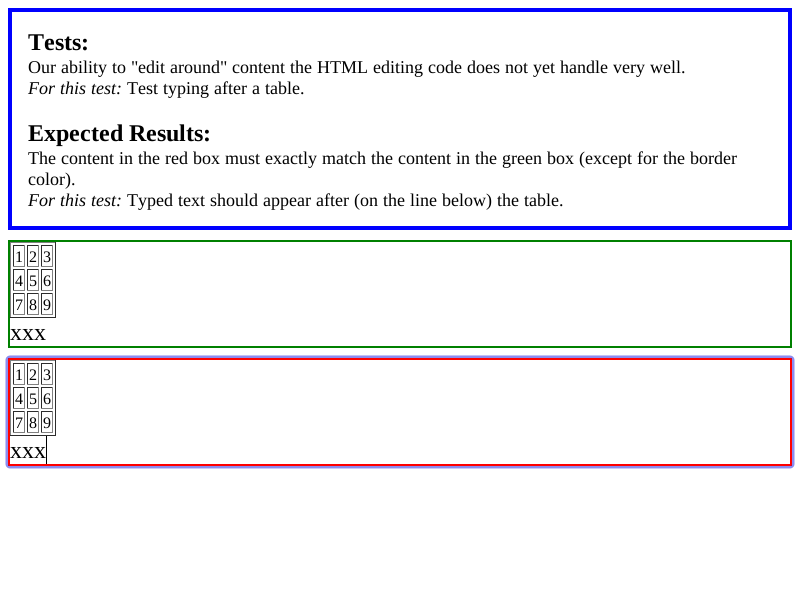 Tests:
Our ability to "edit around" content the HTML editing code does not yet handle very well.
For this test: Test typing after a table.
Expected Results:
The content in the red box must exactly match the content in the green box (except for the border
color).
For this test: Typed text should appear after (on the line below) the table.
1 2 3
4 5 6
7 8 9
xxx
1 2 3
4 5 6
7 8 9
xxx